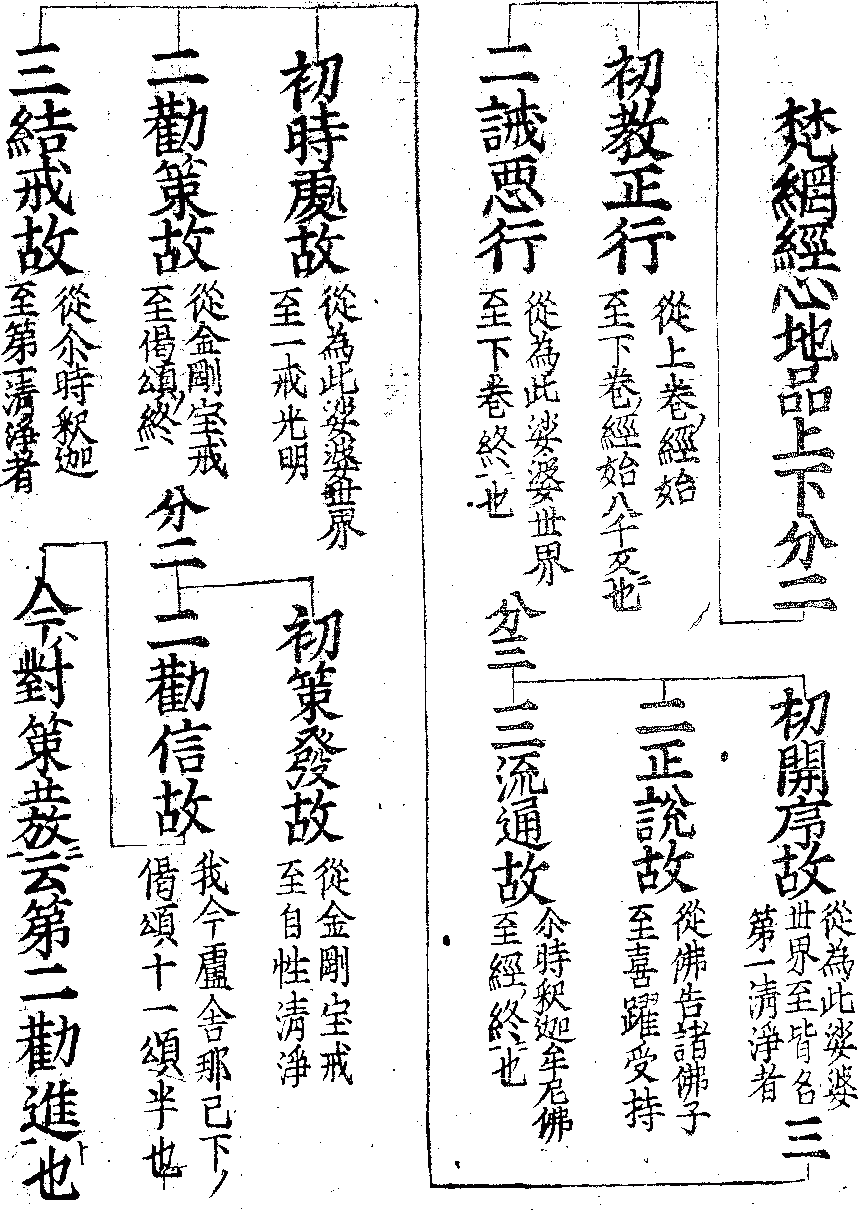 梵網經心地品上下分二
初教正行
從上卷經始
至下卷經始八千反也
二誡惡行
從為此娑婆世界
至下卷終也
分三
初開序故
從為此娑婆
世界至皆名
第一清淨者
三
二正說故
從佛告諸佛子
至喜躍受持
三流通故
尒時釈迦牟尼佛
至經終也
初時處故
從為此娑婆世界
至一戒光明
二勸策故
從金剛宝戒
至偈頌終
分二
初策發故
從金剛宝戒
至自性清淨
二勸信故
我今盧舎那已下ノ
偈頌十一頌半也
三結戒故
從尒時釈迦
至第一清淨者
今對策發云第二勸進也